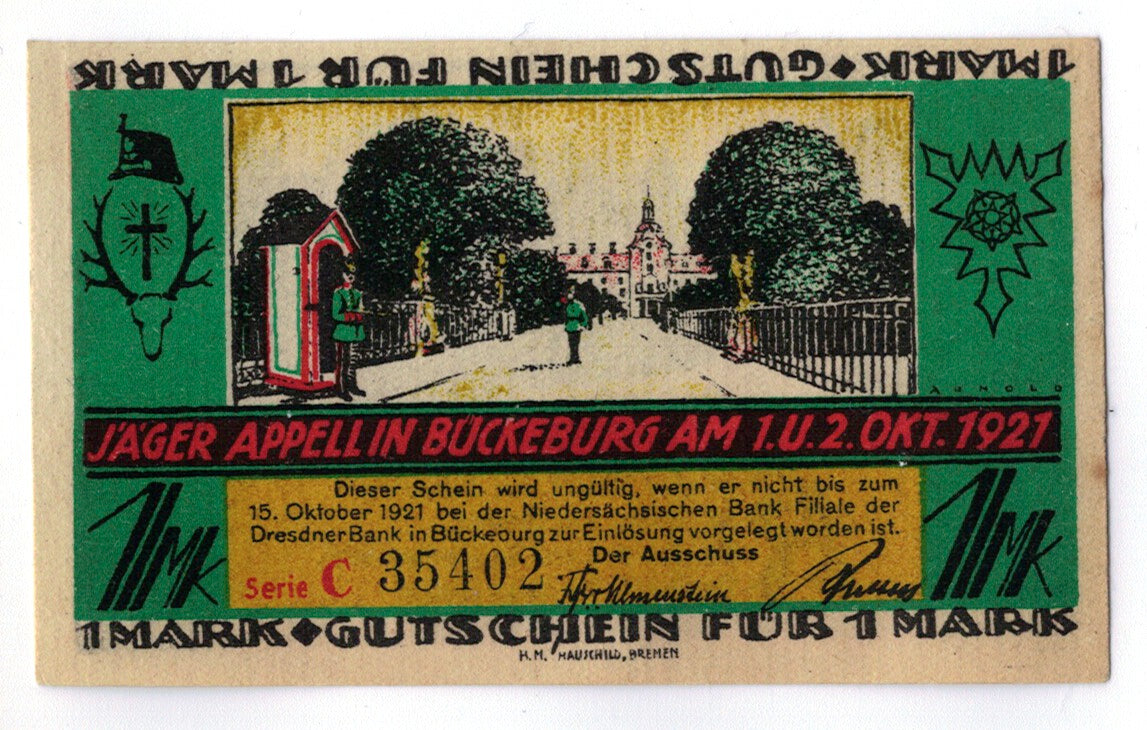 1 MARK ◆ GUTSCHEIN FÜR 1 MARK
ARNOLD
JÄGER APPELL IN BÜCKEBURG AM 1.U.2.OKT.1921
1 MK
Dieser Schein wird ungültig, wenn er nicht bis zum
15. Oktober 1921 bei der Niedersächsischen Bank Filiale der
Dresdner Bank in Bückeburg zur Einlösung vorgelegt worden ist.
Der Ausschuss
Serie C 35402
1 MK
1 MARK ◆ GUTSCHEIN FÜR 1 MARK
H.M. HAUSCHILD, BREMEN